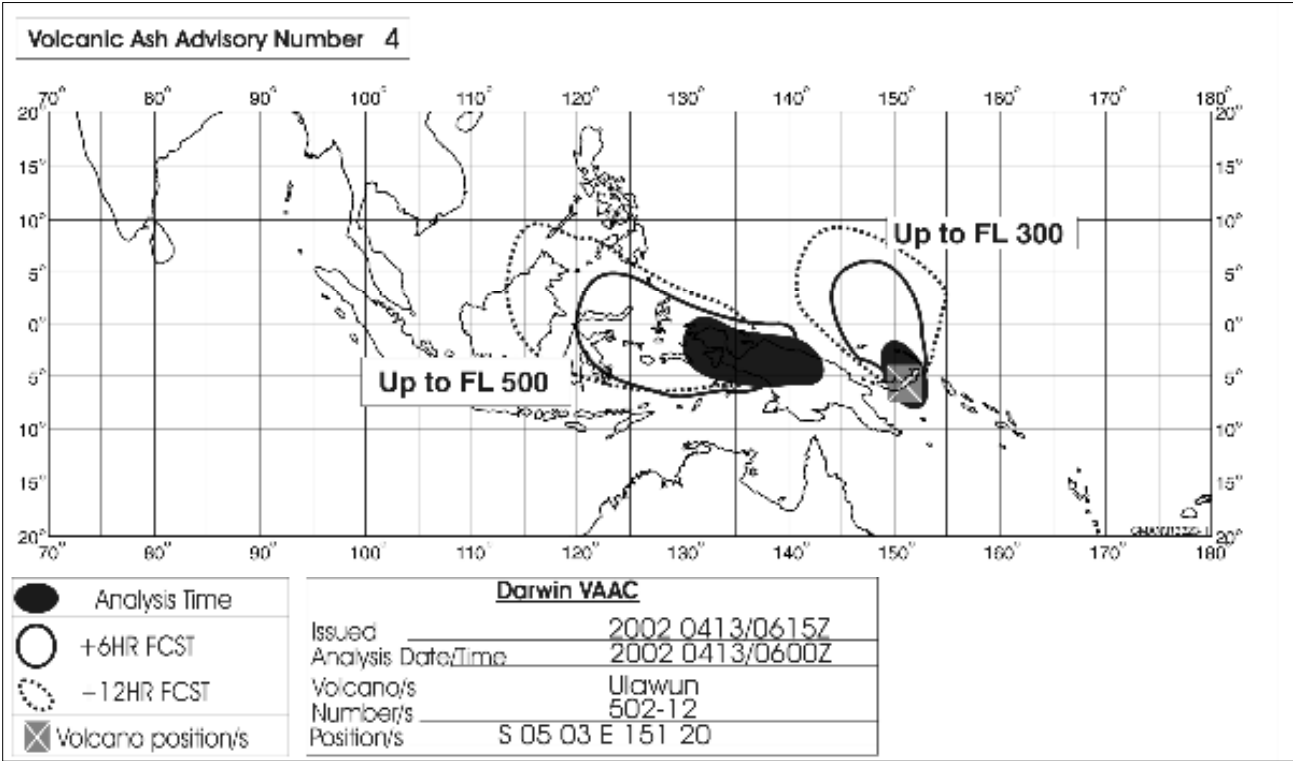 Volcanic Ash Advisory Number 4
70° 80° 90° 100° 110° 120° 130° 140° 150° 160° 170° 180°
20° 20°
15° 15°
10° 10°
Up to FL 300
5° 5°
0° 0°
Up to FL 500
5° 5°
10° 10°
15° 15°
20° 20°
70° 80° 90° 100° 110° 120° 130° 140° 150° 160° 170° 180°
Analysis Time
+6HR FCST
–12HR FCST
Volcano position/s
Darwin VAAC
Issued 2002 0413/0615Z
Analysis Date/Time 2002 0413/0600Z
Volcano/s Ulawun
Number/s 502-12
Position/s S 05 03 E 151 20